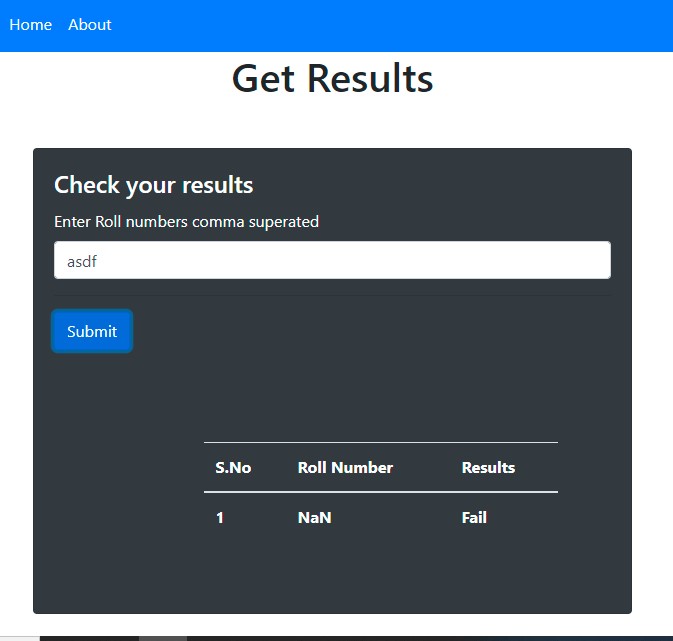 Home About
Get Results
Check your results
Enter Roll numbers comma superated
asdf
Submit
S.No Roll Number Results
1 NaN Fail